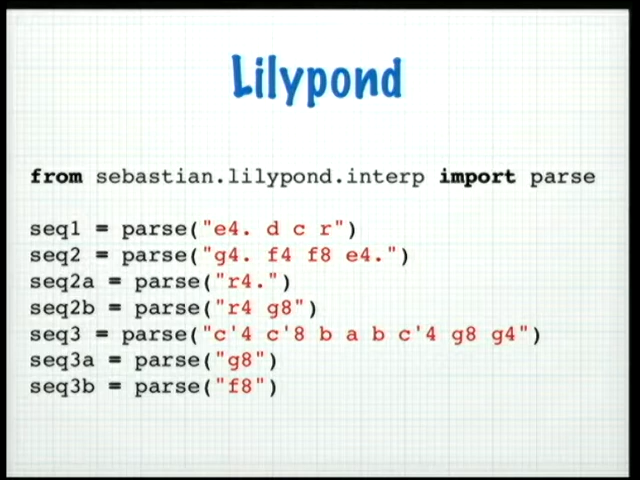 Lilypond
from sebastian.lilypond.interp import parse
seq1 = parse("e4. d c r")
seq2 = parse("g4. f4 f8 e4.")
seq2a = parse("r4.")
seq2b = parse("r4 g8")
seq3 = parse("c'4 c'8 b a b c'4 g8 g4")
seq3a = parse("g8")
seq3b = parse("f8")